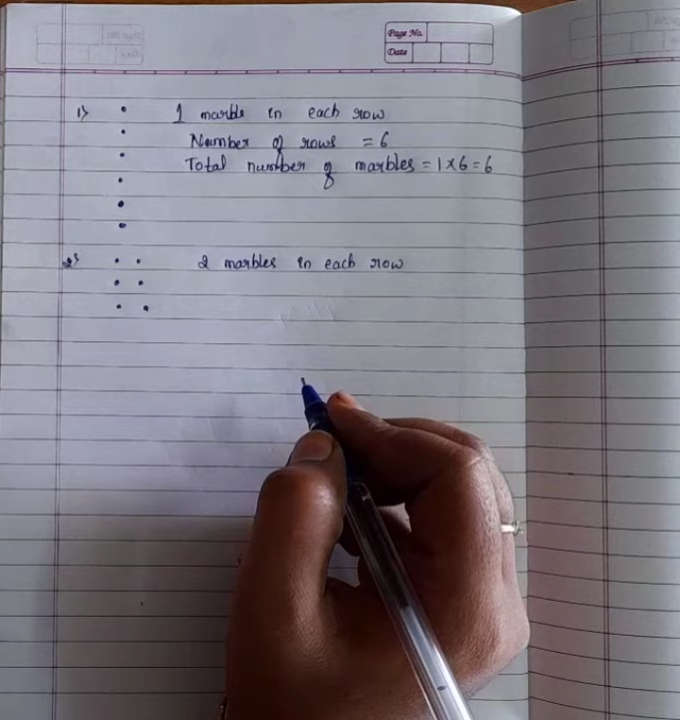 Page No.
Date
1) 1 marble in each row
Number of rows = 6
Total number of marbles = 1 × 6 = 6
2) 2 marbles in each row